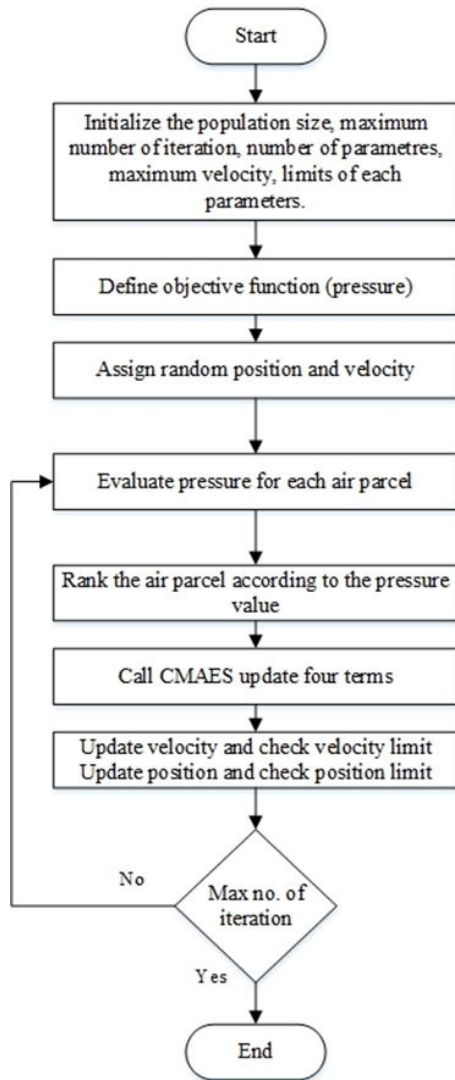 Start
Initialize the population size, maximum
number of iteration, number of parametres,
maximum velocity, limits of each
parameters.
Define objective function (pressure)
Assign random position and velocity
Evaluate pressure for each air parcel
Rank the air parcel according to the pressure
value
Call CMAES update four terms
Update velocity and check velocity limit
Update position and check position limit
No
Max no. of
iteration
Yes
End